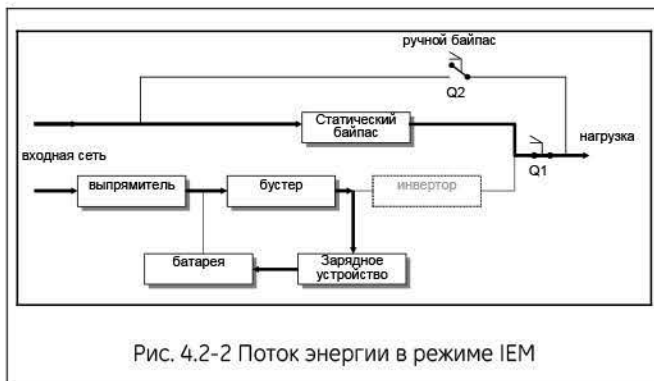 ручной байпас
Q2
Статический
байпас
нагрузка
входная сеть
Q1
выпрямитель
бустер
инвертор
батарея
Зарядное
устройство
Рис. 4.2-2 Поток энергии в режиме IEM